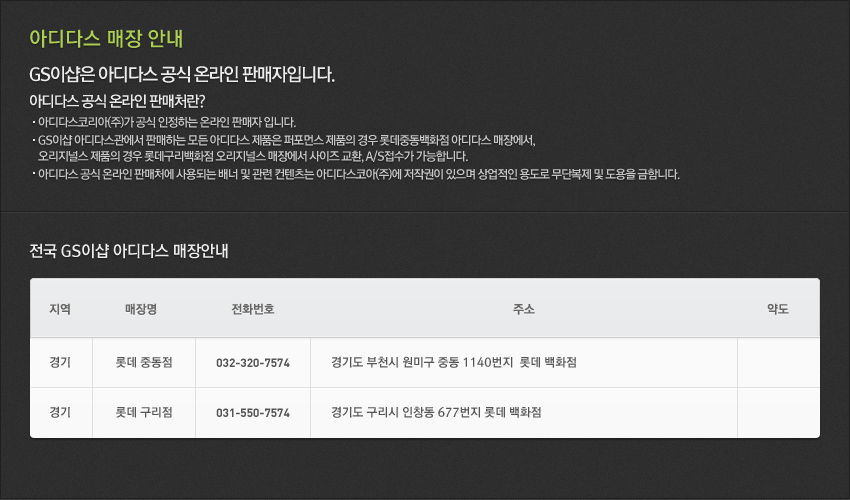 아디다스 매장 안내
GS이샵은 아디다스 공식 온라인 판매자입니다.
아디다스 공식 온라인 판매처란?
· 아디다스코리아(주)가 공식 인정하는 온라인 판매자 입니다.
· GS이샵 아디다스관에서 판매하는 모든 아디다스 제품은 퍼포먼스 제품의 경우 롯데중동백화점 아디다스 매장에서,
오리지널스 제품의 경우 롯데구리백화점 오리지널스 매장에서 사이즈 교환, A/S접수가 가능합니다.
· 아디다스 공식 온라인 판매처에 사용되는 배너 및 관련 컨텐츠는 아디다스코아(주)에 저작권이 있으며 상업적인 용도로 무단복제 및 도용을 금합니다.
전국 GS이샵 아디다스 매장안내
지역 매장명 전화번호 주소 약도
경기 롯데 중동점 032-320-7574 경기도 부천시 원미구 중동 1140번지 롯데 백화점
경기 롯데 구리점 031-550-7574 경기도 구리시 인창동 677번지 롯데 백화점